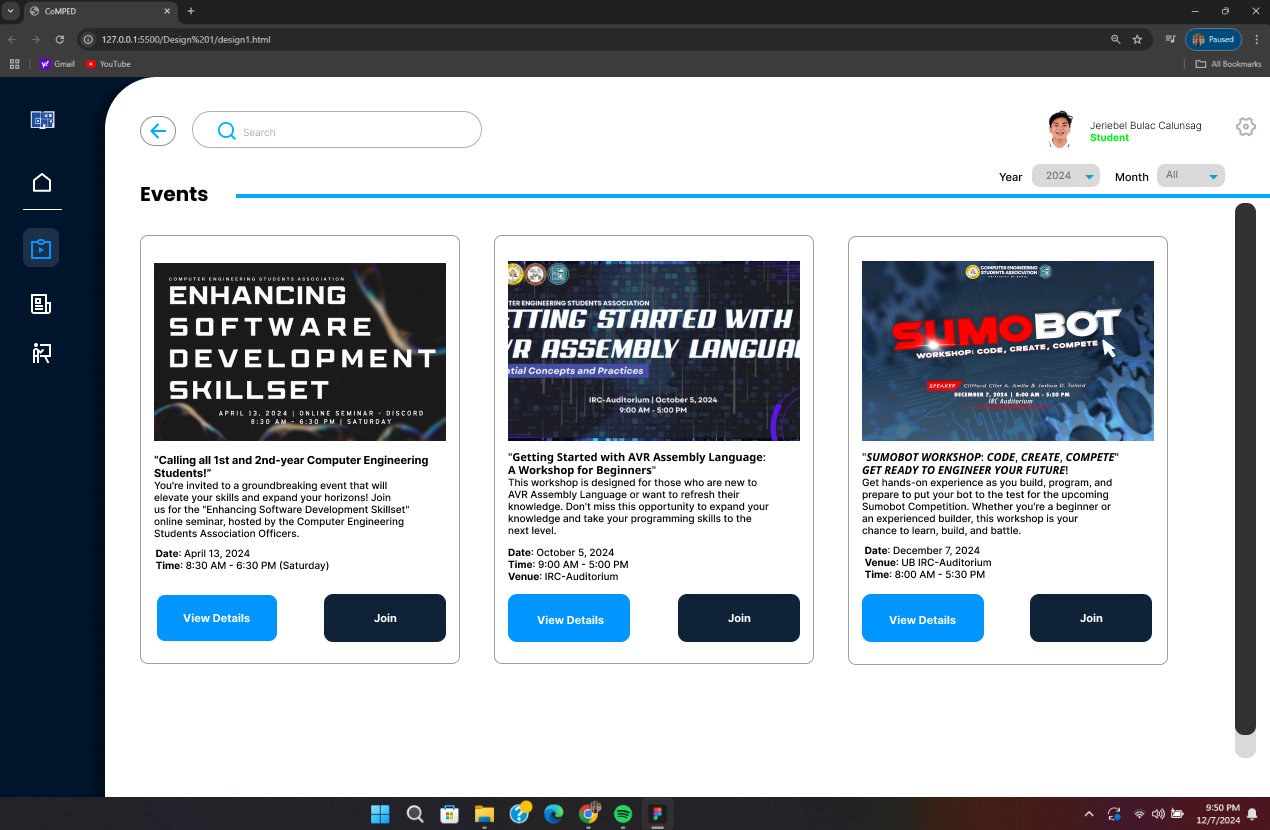 CoMPED
127.0.0.1:5500/Design%201/design1.html
Paused
Gmail
YouTube
All Bookmarks
Search
Jeriebel Bulac Calunsag
Student
Year
2024
Month
All
Events
COMPUTER ENGINEERING STUDENTS ASSOCIATION
ENHANCING
SOFTWARE
DEVELOPMENT
SKILLSET
APRIL 13, 2024 | ONLINE SEMINAR - DISCORD
8:30 AM - 6:30 PM | SATURDAY
“Calling all 1st and 2nd-year Computer Engineering
Students!”
You're invited to a groundbreaking event that will
elevate your skills and expand your horizons! Join
us for the "Enhancing Software Development Skillset"
online seminar, hosted by the Computer Engineering
Students Association Officers.
Date: April 13, 2024
Time: 8:30 AM - 6:30 PM (Saturday)
View Details
Join
TER ENGINEERING STUDENTS ASSOCIATION
ETTING STARTED WITH
VR ASSEMBLY LANGUAG
ntial Concepts and Practices
IRC-Auditorium | October 5, 2024
9:00 AM - 5:00 PM
"Getting Started with AVR Assembly Language:
A Workshop for Beginners"
This workshop is designed for those who are new to
AVR Assembly Language or want to refresh their
knowledge. Don't miss this opportunity to expand your
knowledge and take your programming skills to the
next level.
Date: October 5, 2024
Time: 9:00 AM - 5:00 PM
Venue: IRC-Auditorium
View Details
Join
COMPUTER ENGINEERING
STUDENTS ASSOCIATION
SUMOBOT
WORKSHOP: CODE, CREATE, COMPETE
SPEAKER Clifford Clint A. Amila & Joshua D. Talaid
DECEMBER 7, 2024 | 8:00 AM - 5:30 PM
IRC Auditorium
"SUMOBOT WORKSHOP: CODE, CREATE, COMPETE"
GET READY TO ENGINEER YOUR FUTURE!
Get hands-on experience as you build, program, and
prepare to put your bot to the test for the upcoming
Sumobot Competition. Whether you're a beginner or
an experienced builder, this workshop is your
chance to learn, build, and battle.
Date: December 7, 2024
Venue: UB IRC-Auditorium
Time: 8:00 AM - 5:30 PM
View Details
Join
9:50 PM
12/7/2024